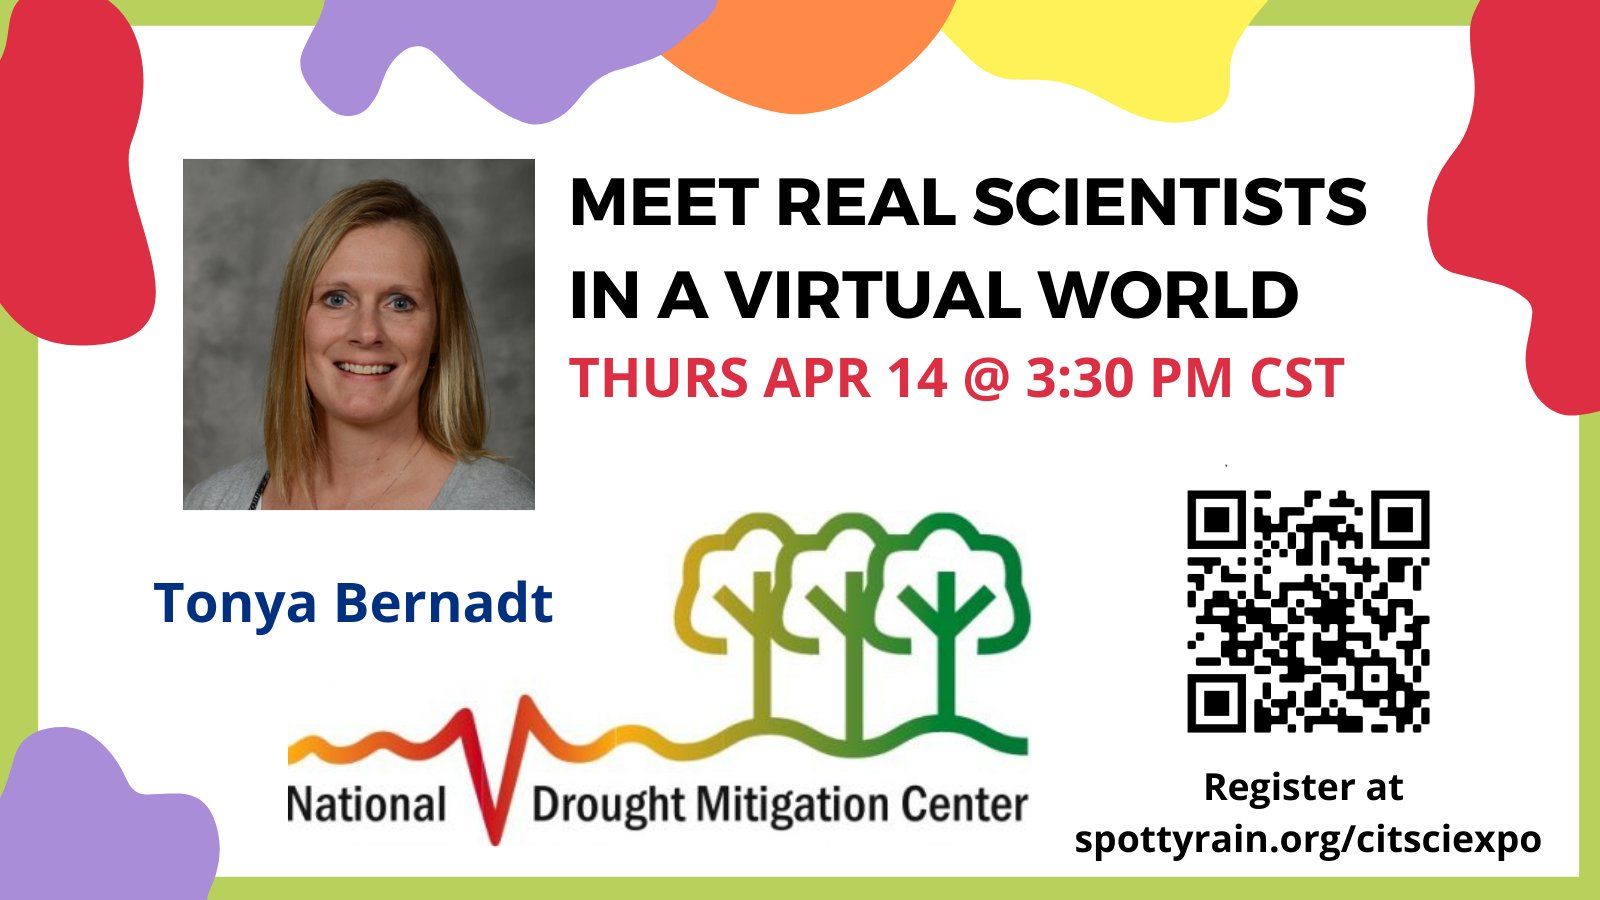 MEET REAL SCIENTISTS
IN A VIRTUAL WORLD
THURS APR 14 @ 3:30 PM CST
Tonya Bernadt
National Drought Mitigation Center
Register at
spottyrain.org/citsciexpo